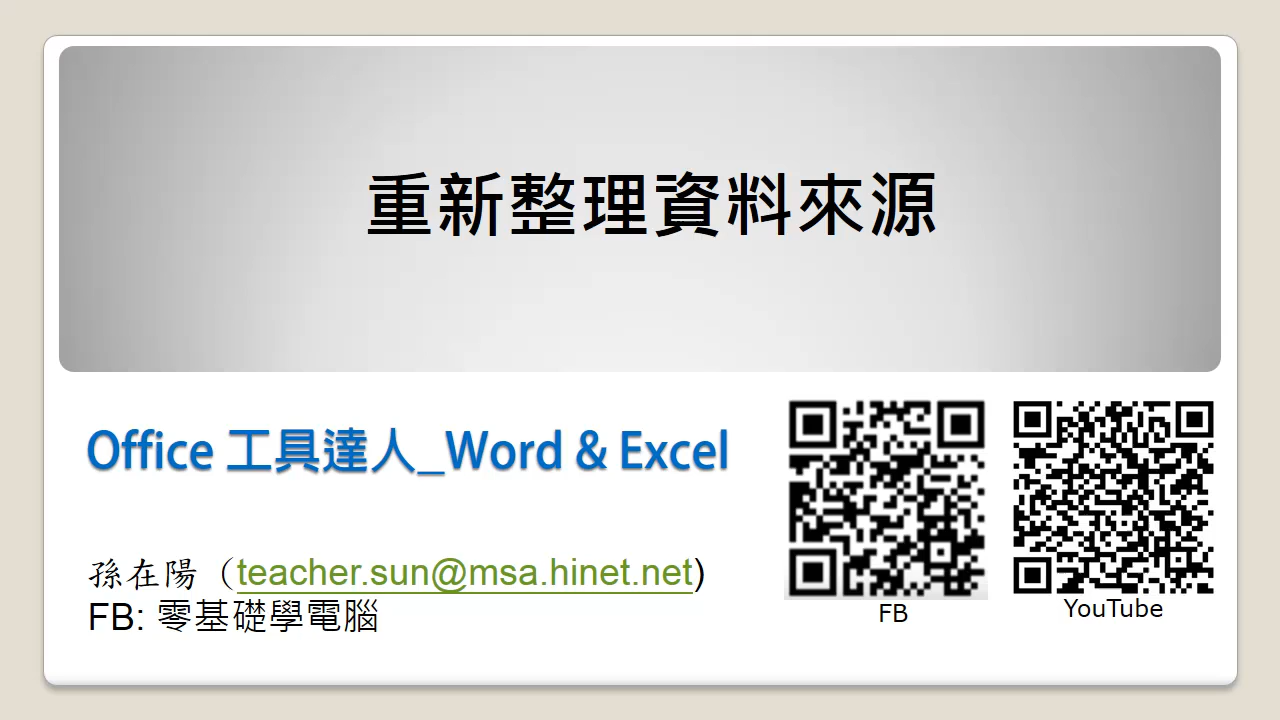 重新整理資料來源
Office 工具達人_Word & Excel
孫在陽（teacher.sun@msa.hinet.net)
FB: 零基礎學電腦
FB
YouTube